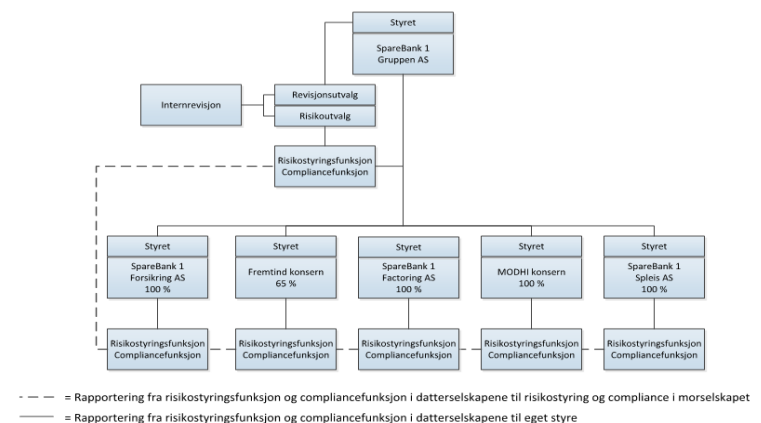 Styret
SpareBank 1
Gruppen AS
Internrevisjon
Revisjonsutvalg
Risikoutvalg
Risikostyringsfunksjon
Compliancefunksjon
Styret
SpareBank 1
Forsikring AS
100 %
Styret
Fremtind konsern
65 %
Styret
SpareBank 1
Factoring AS
100 %
Styret
MODHI konsern
100 %
Styret
SpareBank 1
Spleis AS
100 %
Risikostyringsfunksjon
Compliancefunksjon
Risikostyringsfunksjon
Compliancefunksjon
Risikostyringsfunksjon
Compliancefunksjon
Risikostyringsfunksjon
Compliancefunksjon
Risikostyringsfunksjon
Compliancefunksjon
= Rapportering fra risikostyringsfunksjon og compliancefunksjon i datterselskapene til risikostyring og compliance i morselskapet
= Rapportering fra risikostyringsfunksjon og compliancefunksjon i datterselskapene til eget styre